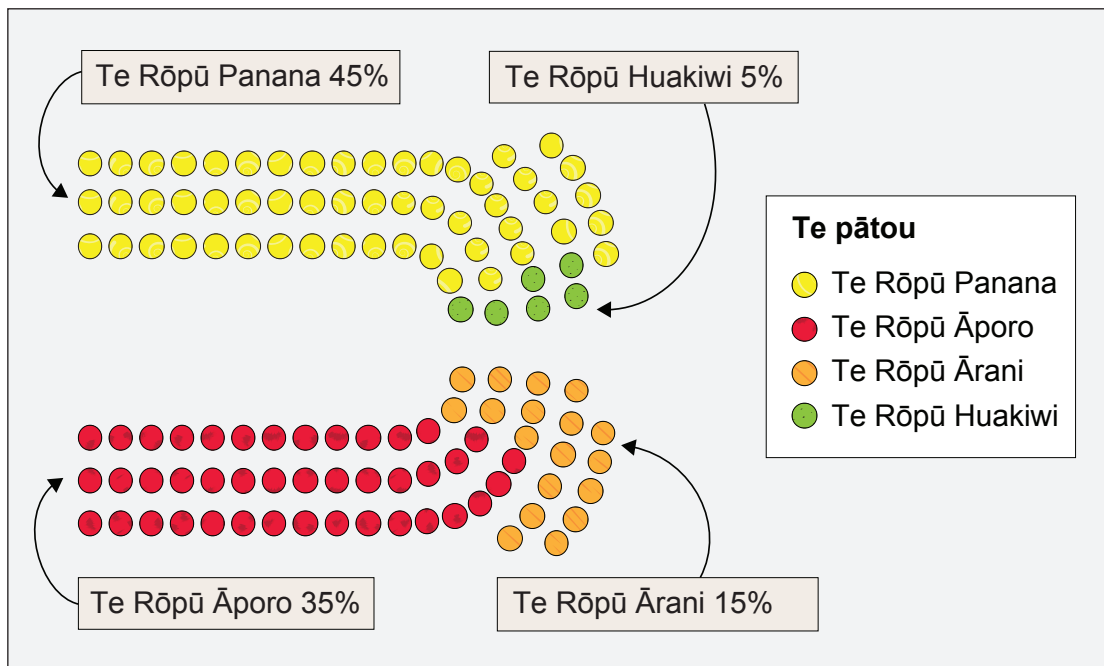 Te Rōpū Panana 45%
Te Rōpū Huakiwi 5%
Te pātou
Te Rōpū Panana
Te Rōpū Āporo
Te Rōpū Ārani
Te Rōpū Huakiwi
Te Rōpū Āporo 35%
Te Rōpū Ārani 15%